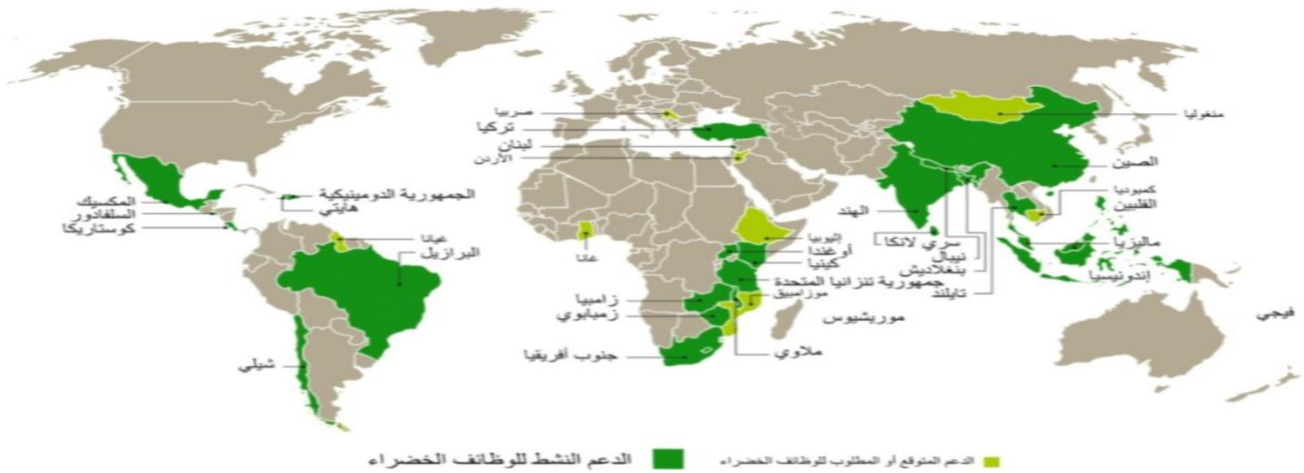 صربيا
تركيا
لبنان
الأردن
منغوليا
الصين
كمبوديا
الفلبين
المكسيك
السلفادور
كوستاريكا
الجمهورية الدومينيكية
هايتي
غيانا
البرازيل
غانا
إثيوبيا
أوغندا
كينيا
جمهورية تنزانيا المتحدة
موزامبيق
الهند
سري لانكا
نيبال
بنغلاديش
تايلند
ماليزيا
إندونيسيا
زامبيا
زمبابوي
موريشيوس
فيجي
جنوب أفريقيا
ملاوي
شيلي
الدعم النشط للوظائف الخضراء
الدعم المتوقع أو المطلوب للوظائف الخضراء